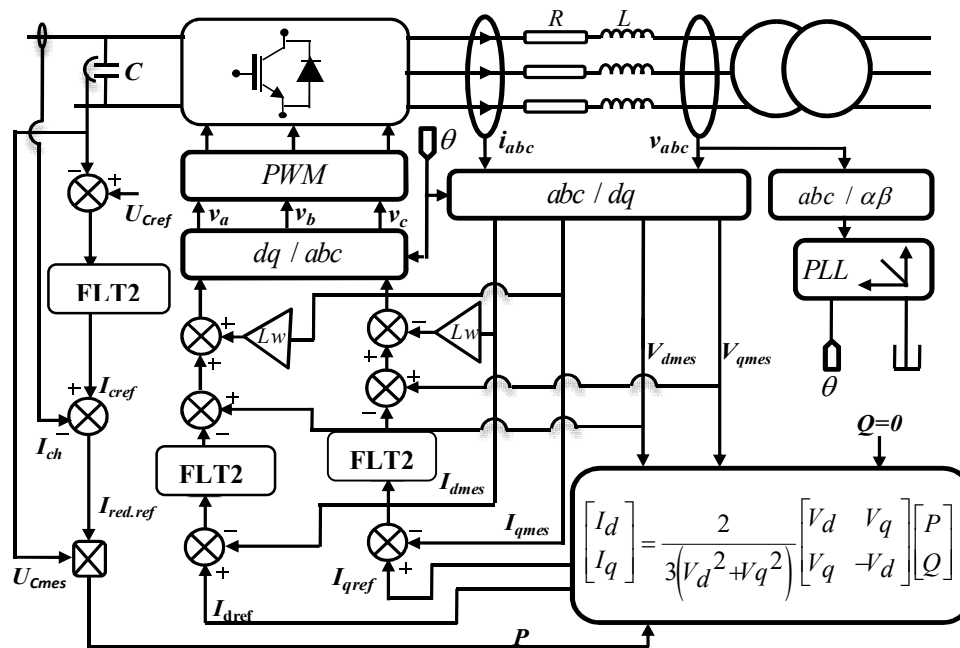 R L
C
θ
i_abc v_abc
PWM
abc / dq
abc / αβ
U_Cref
v_a v_b v_c
dq / abc
PLL
FLT2
Lw Lw
V_dmes V_qmes
θ
I_cref
I_ch
Q=0
FLT2 FLT2
I_dmes
I_red.ref
I_qmes
[I_d I_q] = 2 / 3(V_d^2+V_q^2) [V_d V_q V_q -V_d] [P Q]
U_Cmes
I_qref
I_dref
P